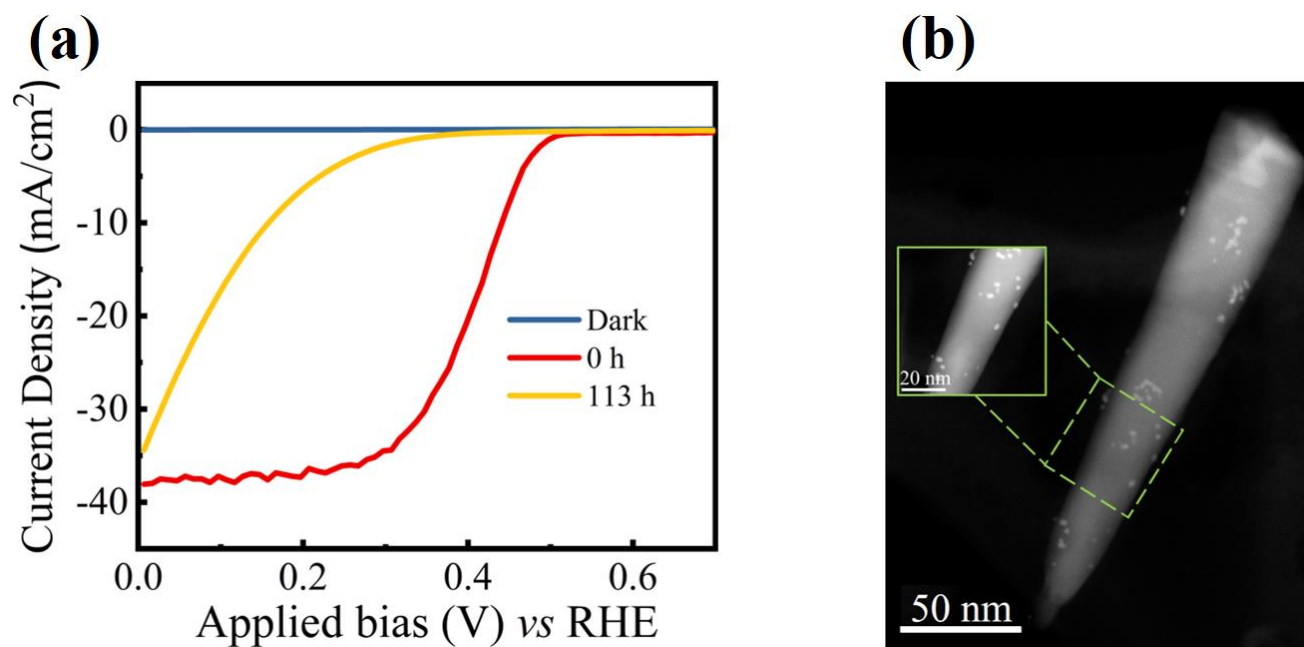 (a)
(b)
Current Density (mA/cm²)
0
-10
-20
-30
-40
Dark
0 h
113 h
0.0
0.2
0.4
0.6
Applied bias (V) vs RHE
20 nm
50 nm